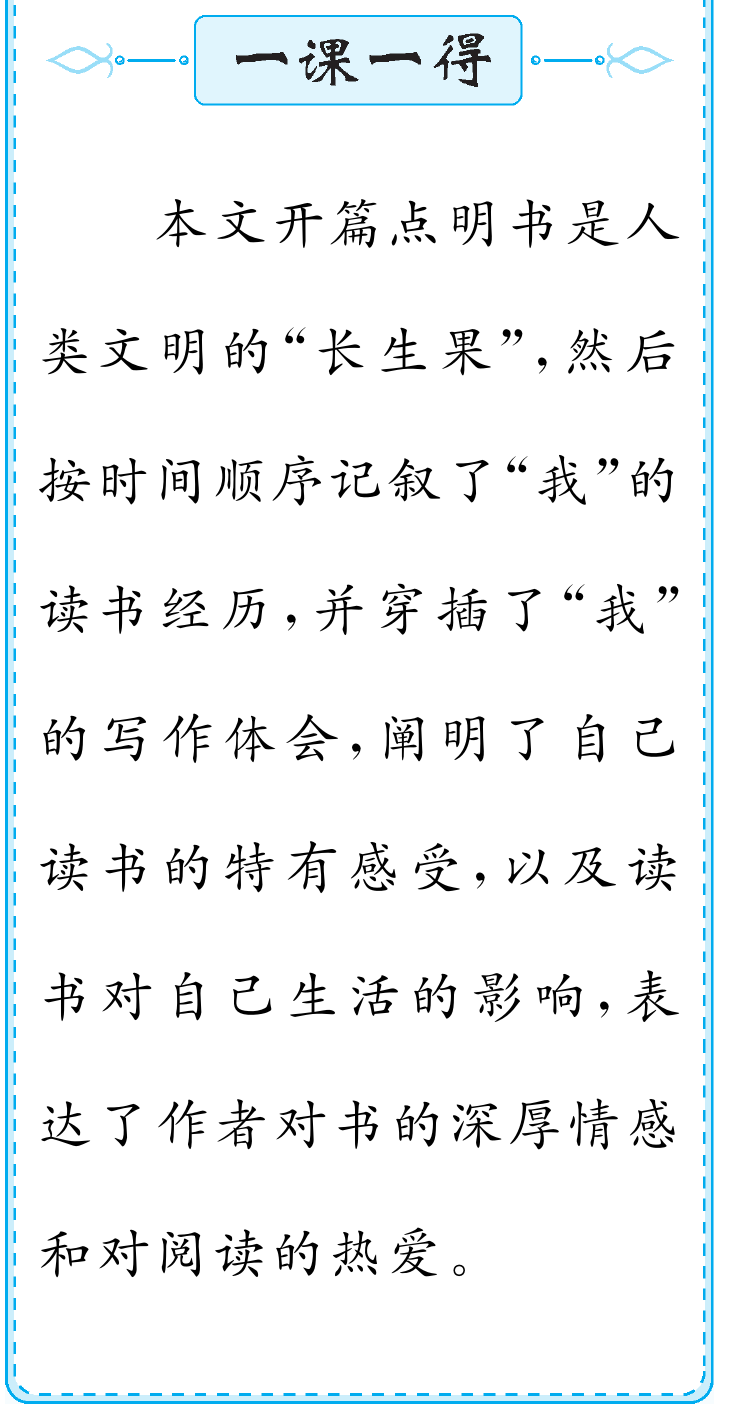 一课一得
本文开篇点明书是人
类文明的“长生果”，然后
按时间顺序记叙了“我”的
读书经历，并穿插了“我”
的写作体会，阐明了自己
读书的特有感受，以及读
书对自己生活的影响，表
达了作者对书的深厚情感
和对阅读的热爱。